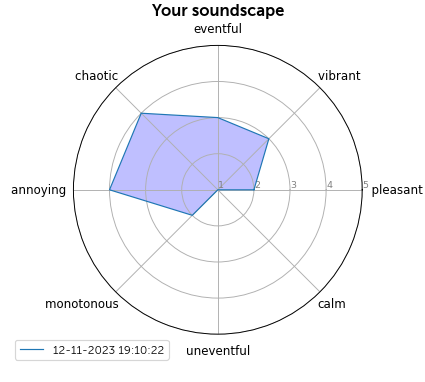 Your soundscape
eventful
chaotic
vibrant
annoying
1
2
3
4
5
pleasant
monotonous
calm
uneventful
12-11-2023 19:10:22